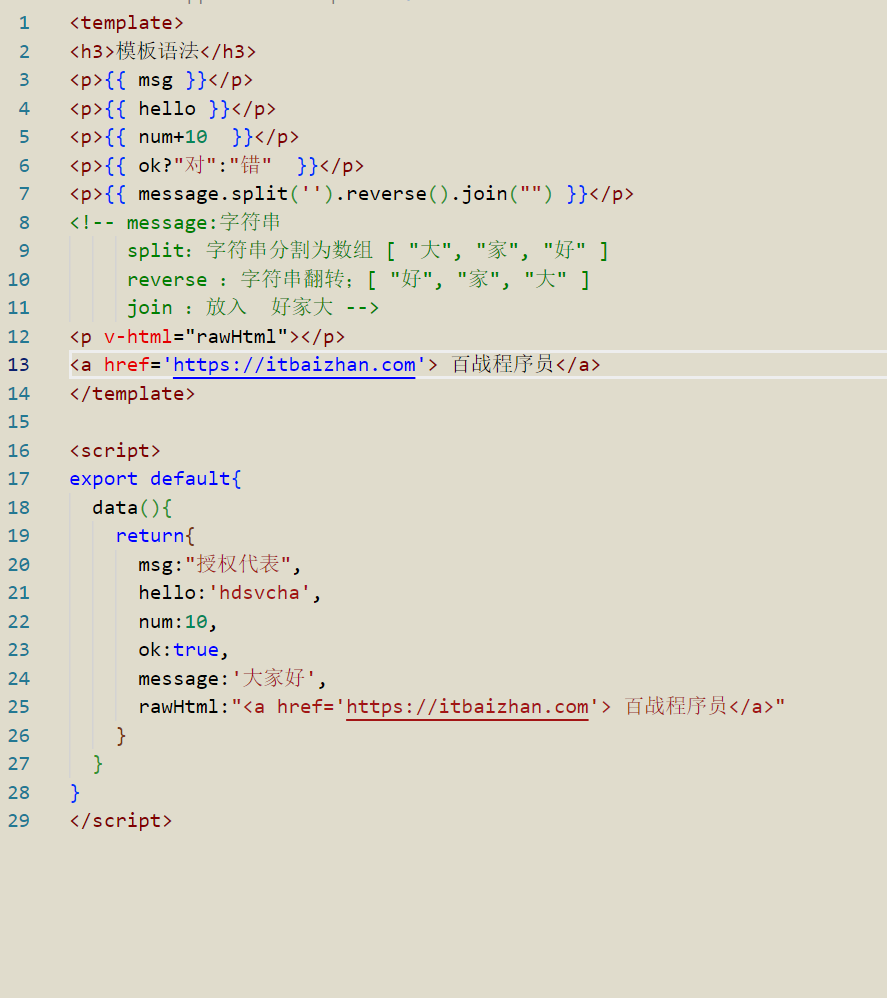 1 <template>
2 <h3>模板语法</h3>
3 <p>{{ msg }}</p>
4 <p>{{ hello }}</p>
5 <p>{{ num+10  }}</p>
6 <p>{{ ok?"对":"错"  }}</p>
7 <p>{{ message.split('').reverse().join("") }}</p>
8 <!-- message:字符串
9      split：字符串分割为数组 [ "大", "家", "好" ]
10      reverse ：字符串翻转；[ "好", "家", "大" ]
11      join ：放入  好家大 -->
12 <p v-html="rawHtml"></p>
13 <a href='https://itbaizhan.com'> 百战程序员</a>
14 </template>
15
16 <script>
17 export default{
18   data(){
19     return{
20       msg:"授权代表",
21       hello:'hdsvcha',
22       num:10,
23       ok:true,
24       message:'大家好',
25       rawHtml:"<a href='https://itbaizhan.com'> 百战程序员</a>"
26     }
27   }
28 }
29 </script>